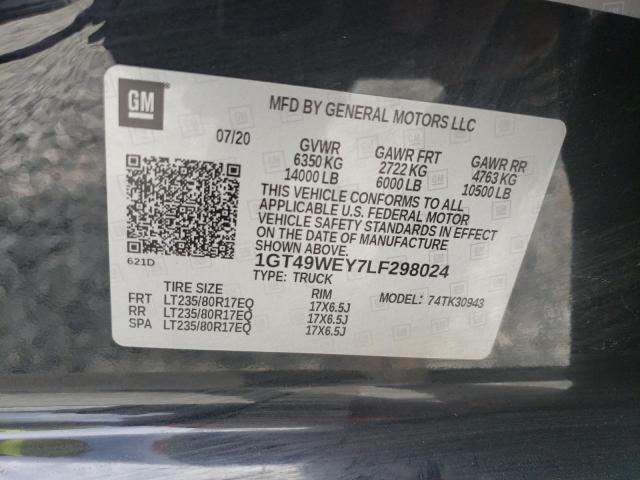 GM
MFD BY GENERAL MOTORS LLC
07/20
GVWR GAWR FRT GAWR RR
6350 KG 2722 KG 4763 KG
14000 LB 6000 LB 10500 LB
THIS VEHICLE CONFORMS TO ALL
APPLICABLE U.S. FEDERAL MOTOR
VEHICLE SAFETY STANDARDS IN EFFECT
ON THE DATE OF MANUFACTURE
SHOWN ABOVE.
621D
1GT49WEY7LF298024
TYPE: TRUCK
TIRE SIZE RIM MODEL: 74TK30943
FRT LT235/80R17EQ 17X6.5J
RR LT235/80R17EQ 17X6.5J
SPA LT235/80R17EQ 17X6.5J